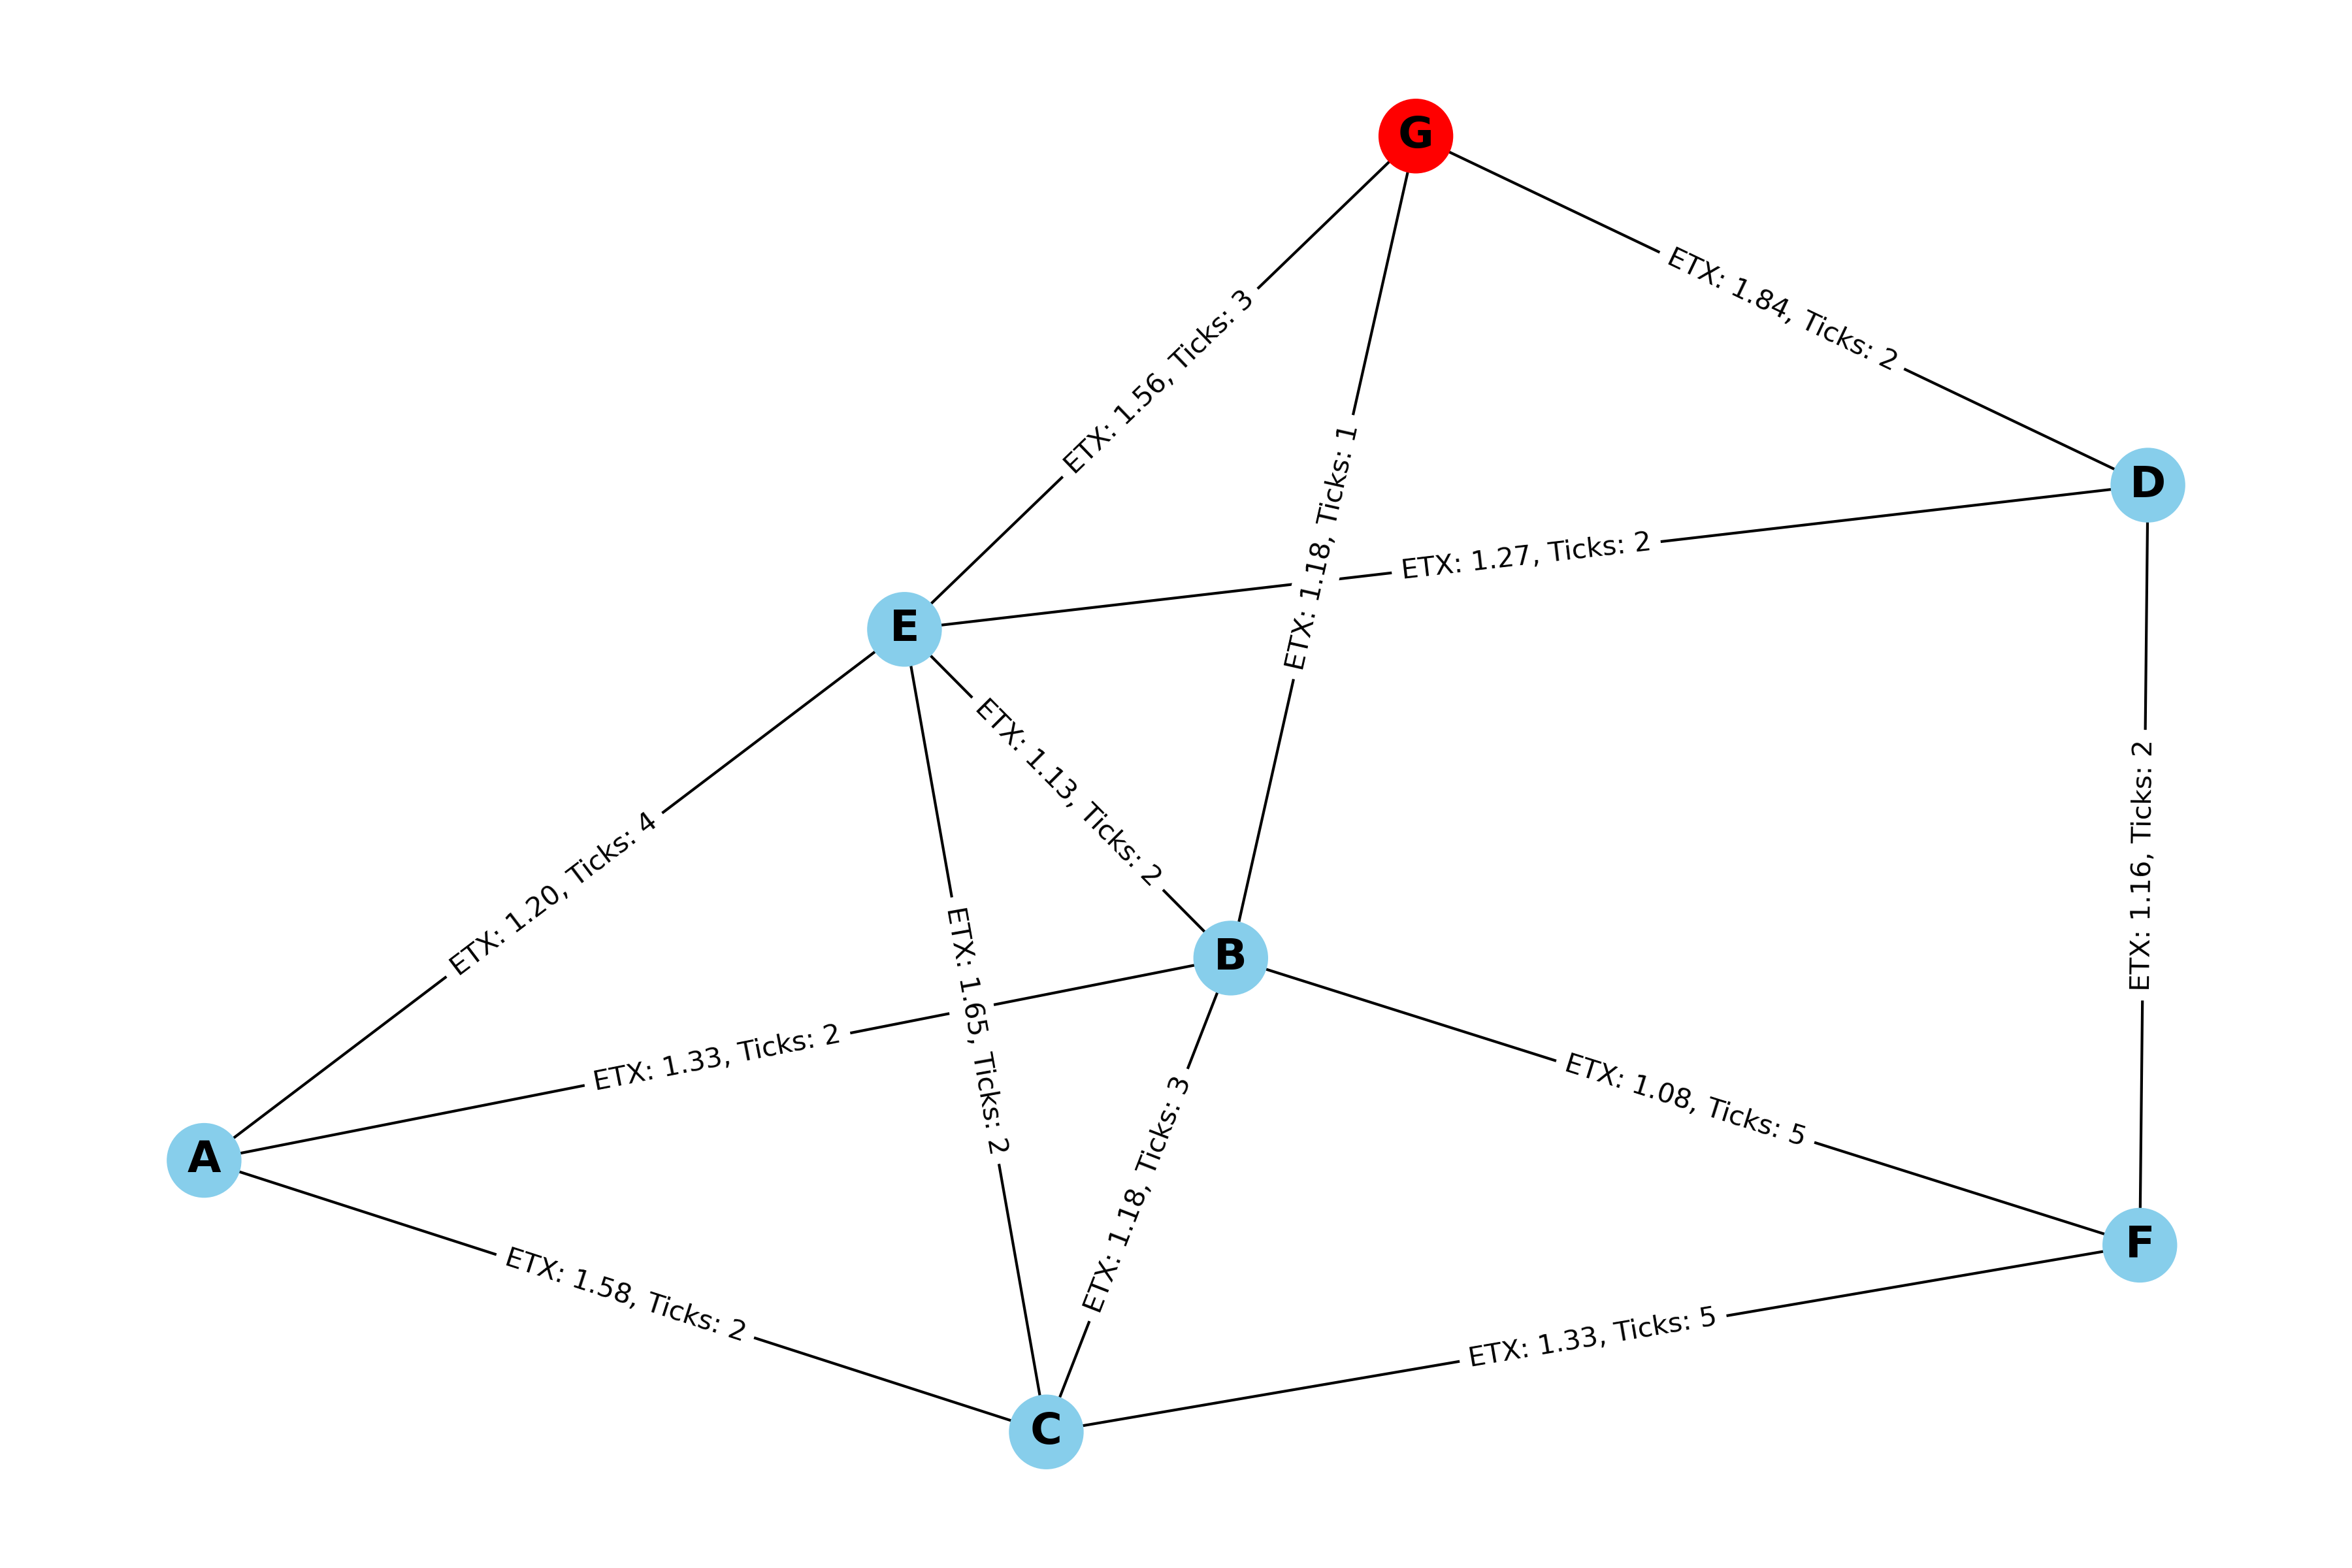 G
ETX: 1.84, Ticks: 2
ETX: 1.56, Ticks: 3
ETX: 1.18, Ticks: 1
D
ETX: 1.27, Ticks: 2
E
ETX: 1.13, Ticks: 2
ETX: 1.16, Ticks: 2
ETX: 1.20, Ticks: 4
B
ETX: 1.65, Ticks: 2
ETX: 1.33, Ticks: 2
ETX: 1.08, Ticks: 5
A
ETX: 1.18, Ticks: 3
F
ETX: 1.58, Ticks: 2
ETX: 1.33, Ticks: 5
C